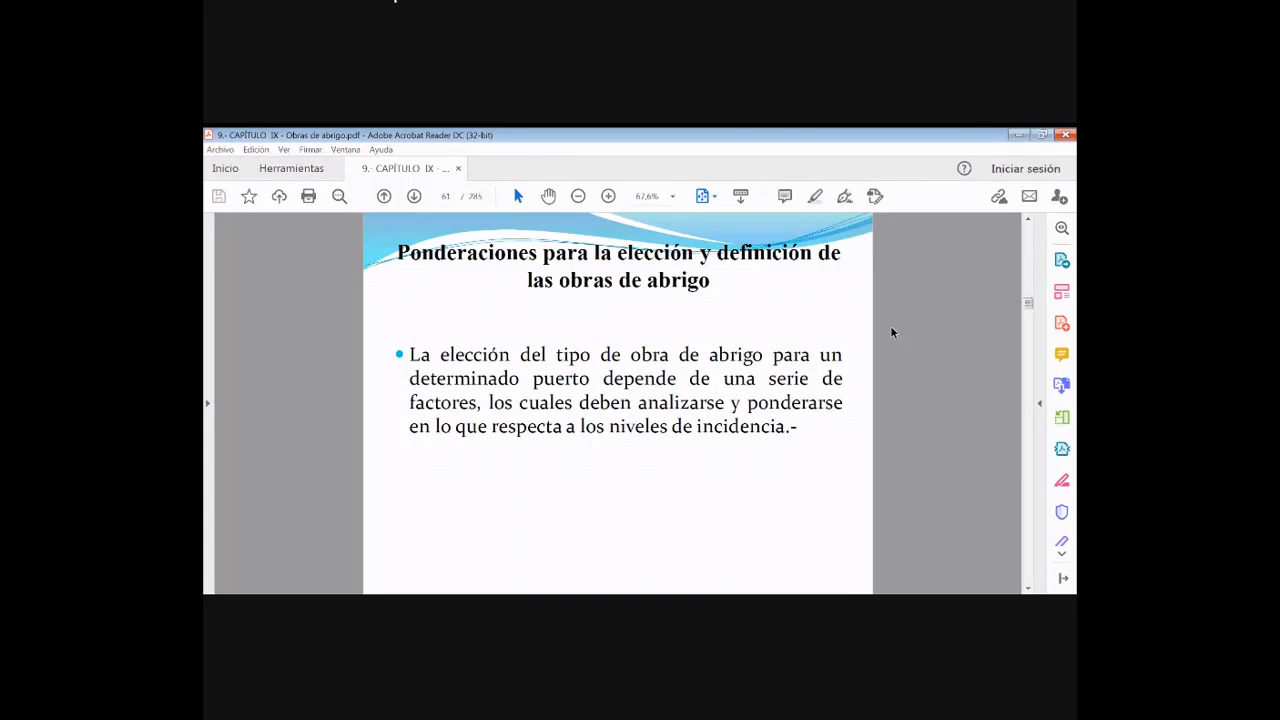 9.- CAPÍTULO IX - Obras de abrigo.pdf - Adobe Acrobat Reader DC (32-bit)
Archivo Edición Ver Firmar Ventana Ayuda
Inicio Herramientas 9.- CAPÍTULO IX - ... × Iniciar sesión
61 / 285 67,6%
Ponderaciones para la elección y definición de
las obras de abrigo
• La elección del tipo de obra de abrigo para un
determinado puerto depende de una serie de
factores, los cuales deben analizarse y ponderarse
en lo que respecta a los niveles de incidencia.-